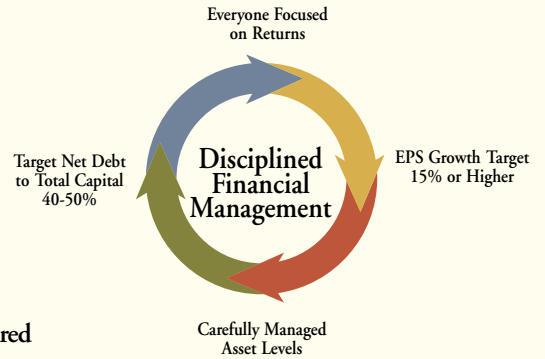 Everyone Focused
on Returns
Target Net Debt
to Total Capital
40-50%
Disciplined
Financial
Management
EPS Growth Target
15% or Higher
Carefully Managed
Asset Levels